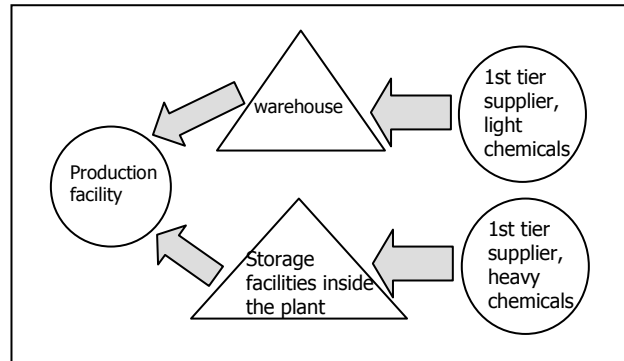 warehouse
1st tier
supplier,
light
chemicals
Production
facility
Storage
facilities inside
the plant
1st tier
supplier,
heavy
chemicals